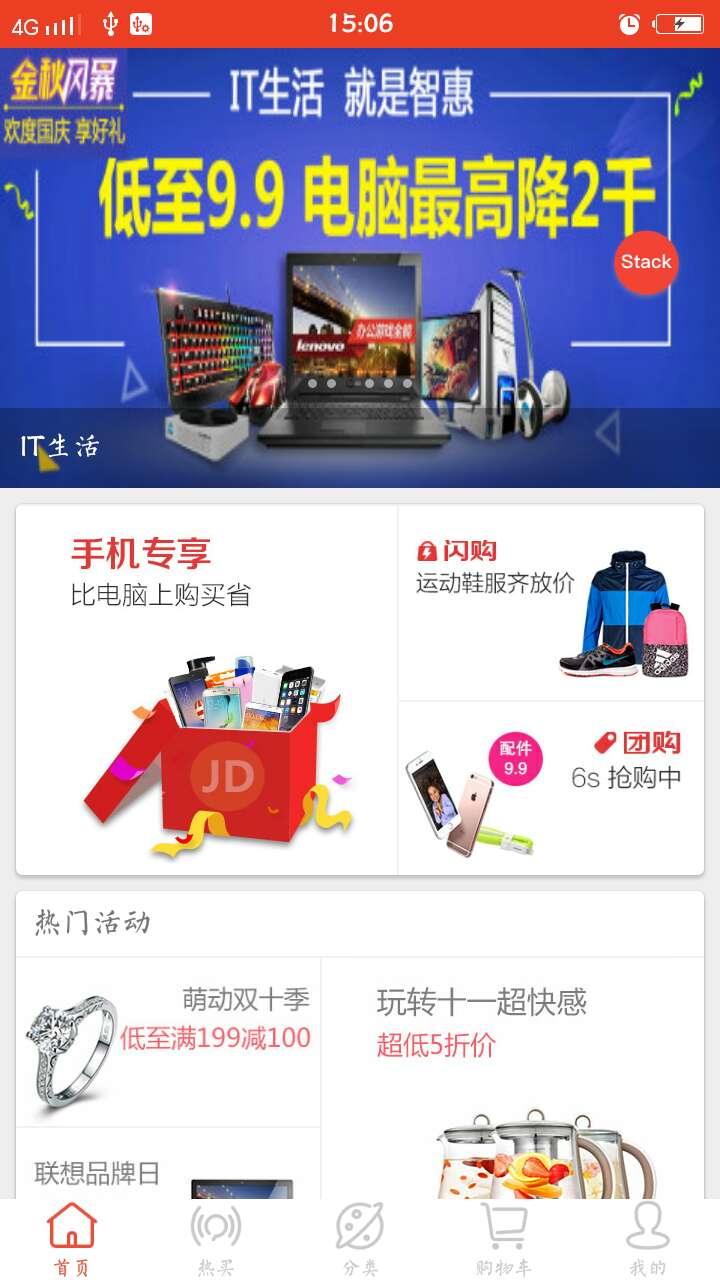 4G
15:06
金秋风暴
欢度国庆 享好礼
IT生活 就是智惠
低至9.9 电脑最高降2千
Stack
办公游戏全能
lenovo
IT生活
手机专享
比电脑上购买省
JD
闪购
运动鞋服齐放价
adidas
配件
9.9
团购
6s 抢购中
热门活动
萌动双十季
低至满199减100
玩转十一超快感
超低5折价
联想品牌日
首页
热买
分类
购物车
我的